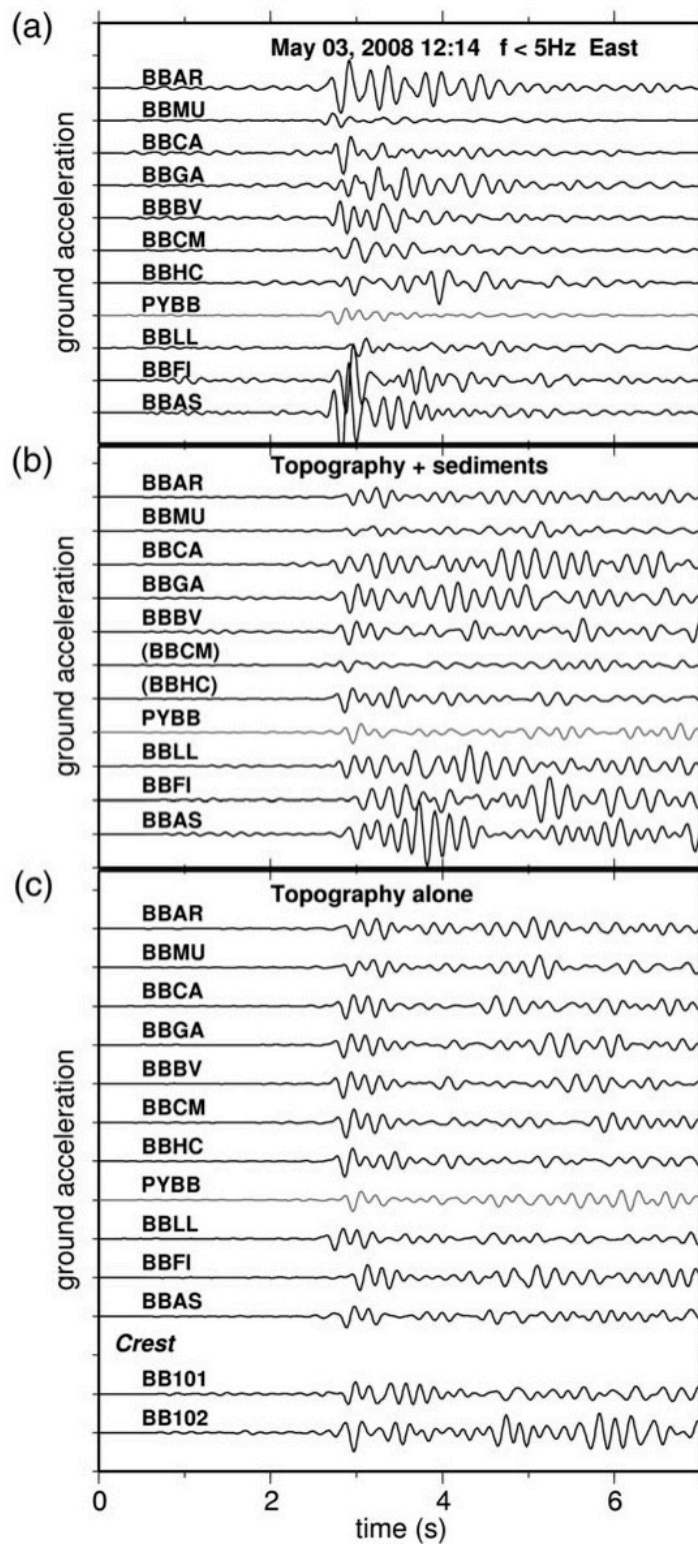 (a)
May 03, 2008 12:14 f < 5Hz East
BBAR
BBMU
BBCA
BBGA
BBBV
BBCM
BBHC
PYBB
BBLL
BBFI
BBAS
ground acceleration
(b)
Topography + sediments
BBAR
BBMU
BBCA
BBGA
BBBV
(BBCM)
(BBHC)
PYBB
BBLL
BBFI
BBAS
ground acceleration
(c)
Topography alone
BBAR
BBMU
BBCA
BBGA
BBBV
BBCM
BBHC
PYBB
BBLL
BBFI
BBAS
Crest
BB101
BB102
ground acceleration
0 2 4 6
time (s)